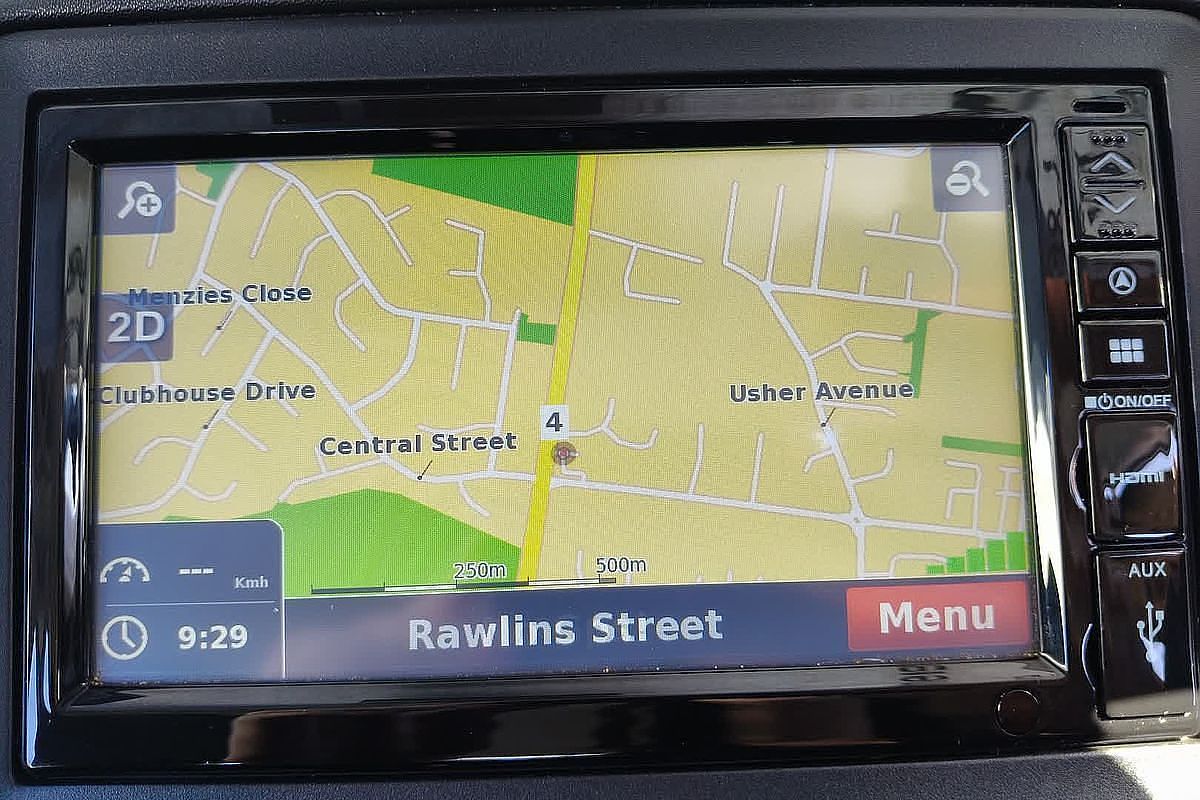 Menzies Close
2D
Clubhouse Drive
Usher Avenue
4
Central Street
250m
500m
--- Kmh
9:29
Rawlins Street
Menu
ON/OFF
HDMI
AUX